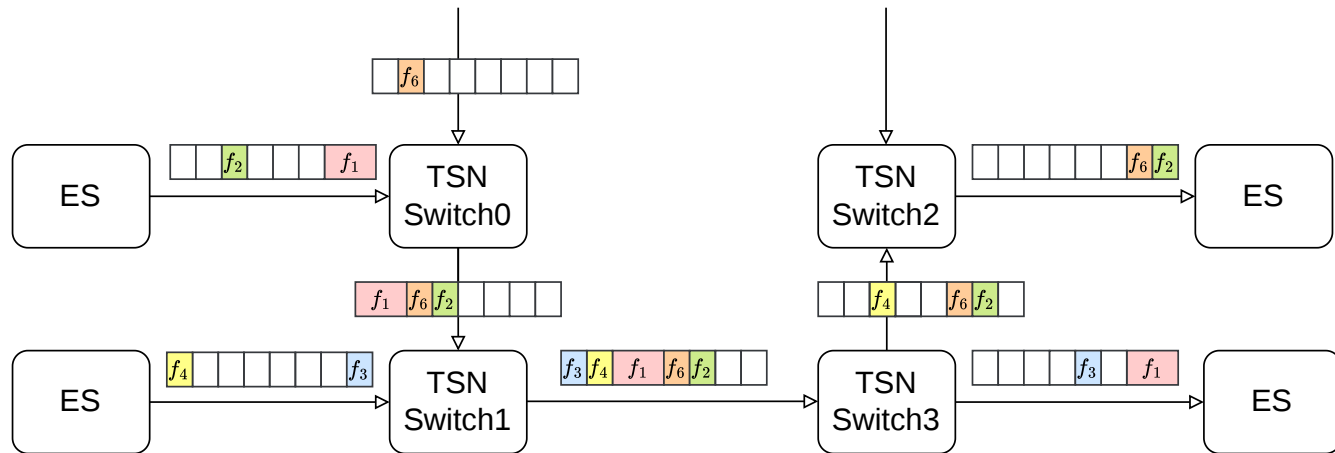 f6
f2 f1
ES
TSN
Switch0
TSN
Switch2
f6 f2
ES
f1 f6 f2
f4 f6 f2
ES
f4 f3
TSN
Switch1
f3 f4 f1 f6 f2
TSN
Switch3
f3 f1
ES